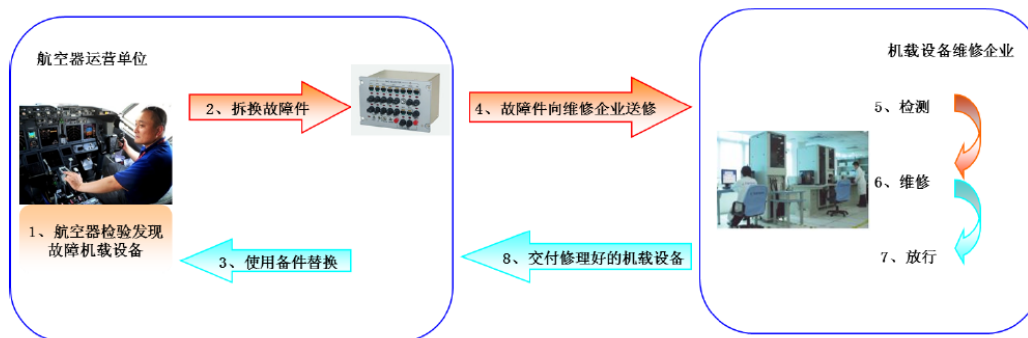 航空器运营单位
机载设备维修企业
2、拆换故障件
4、故障件向维修企业送修
5、检测
6、维修
1、航空器检验发现
故障机载设备
3、使用备件替换
8、交付修理好的机载设备
7、放行